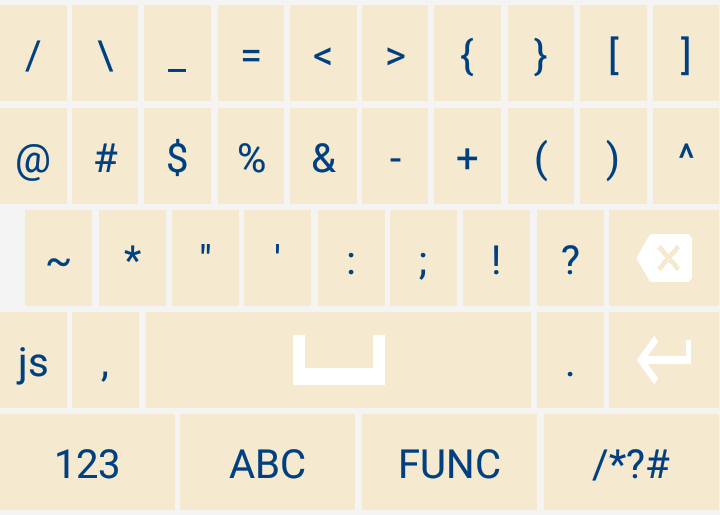 / \ _ = < > { } [ ]
@ # $ % & - + ( ) ^
~ * " ' : ; ! ?
js , .
123 ABC FUNC /*?#